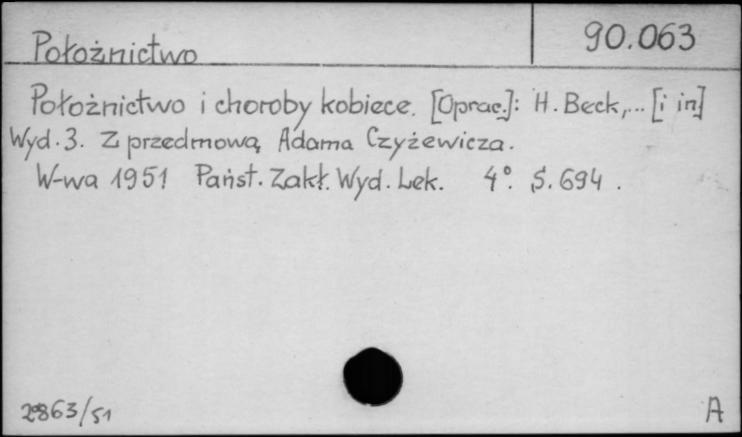 Położnictwo
90.063
Położnictwo i choroby kobiece. [Oprac.]: H. Beck,... [i in]
Wyd. 3. Z przedmową Adama Czyżewicza.
W-wa 1951 Państ. Zakł. Wyd. Lek. 4°. S. 694.
2863/51
A